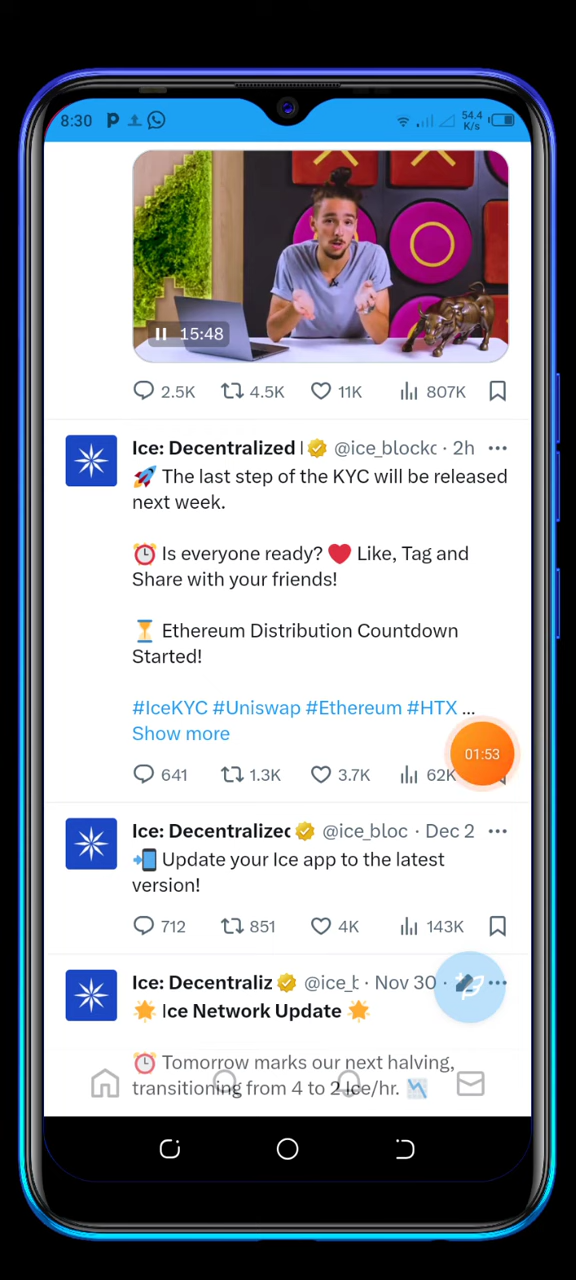 8:30
54.4
K/s
15:48
2.5K 4.5K 11K 807K
Ice: Decentralized @ice_blockc · 2h
🚀 The last step of the KYC will be released
next week.
⏰ Is everyone ready? ❤️ Like, Tag and
Share with your friends!
⏳ Ethereum Distribution Countdown
Started!
#IceKYC #Uniswap #Ethereum #HTX ...
Show more
01:53
641 1.3K 3.7K 62K
Ice: Decentralized @ice_bloc · Dec 2
📲 Update your Ice app to the latest
version!
712 851 4K 143K
Ice: Decentraliz @ice_b · Nov 30
🌟 Ice Network Update 🌟
⏰ Tomorrow marks our next halving,
transitioning from 4 to 2 Ice/hr. 📉